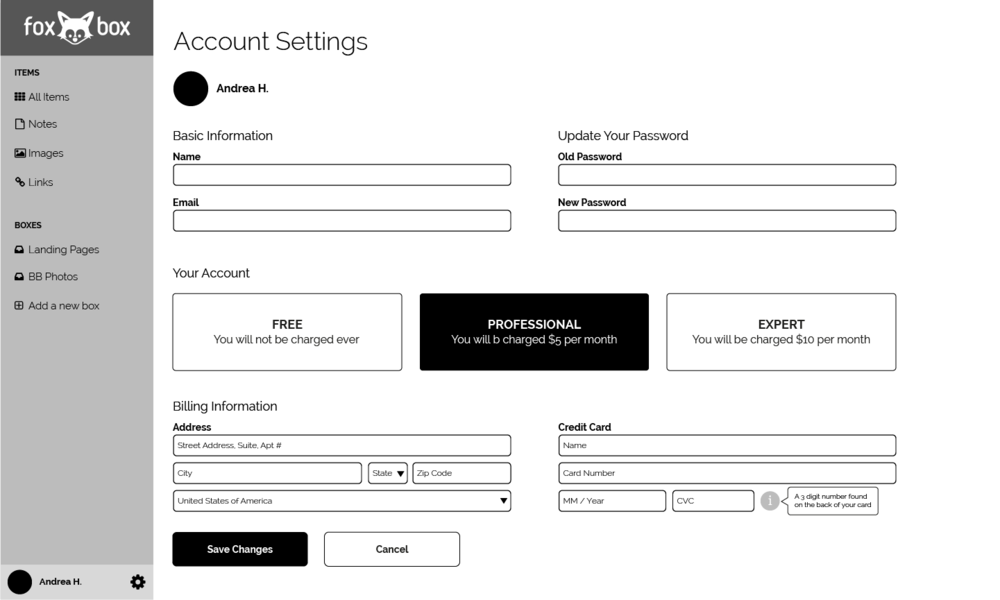 fox box
ITEMS
All Items
Notes
Images
Links
BOXES
Landing Pages
BB Photos
Add a new box
Andrea H.
Account Settings
Andrea H.
Basic Information
Name
Email
Update Your Password
Old Password
New Password
Your Account
FREE
You will not be charged ever
PROFESSIONAL
You will b charged $5 per month
EXPERT
You will be charged $10 per month
Billing Information
Address
Street Address, Suite, Apt #
City
State
Zip Code
United States of America
Credit Card
Name
Card Number
MM / Year
CVC
i
A 3 digit number found
on the back of your card
Save Changes
Cancel